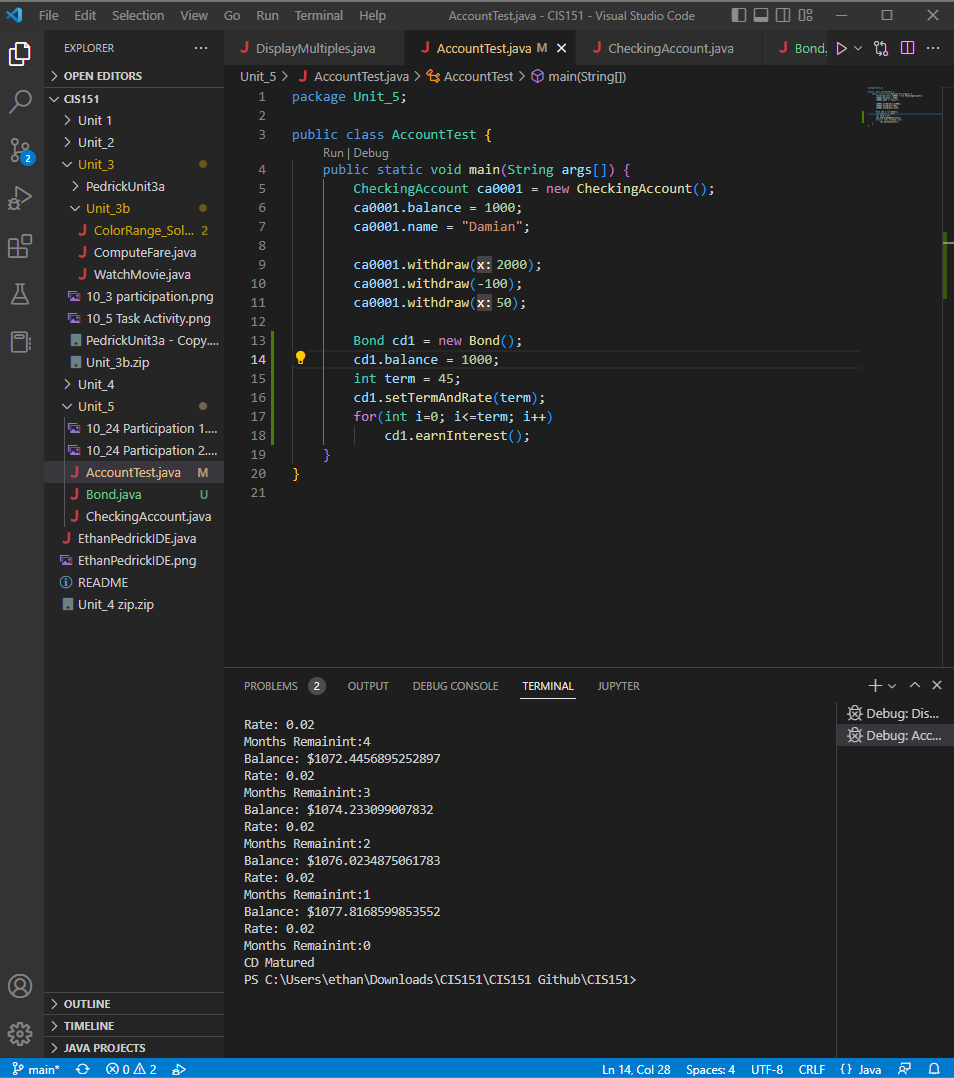 File Edit Selection View Go Run Terminal Help AccountTest.java - CIS151 - Visual Studio Code
EXPLORER
OPEN EDITORS
CIS151
Unit 1
Unit_2
Unit_3
PedrickUnit3a
Unit_3b
ColorRange_Sol... 2
ComputeFare.java
WatchMovie.java
10_3 participation.png
10_5 Task Activity.png
PedrickUnit3a - Copy....
Unit_3b.zip
Unit_4
Unit_5
10_24 Participation 1....
10_24 Participation 2....
AccountTest.java M
Bond.java U
CheckingAccount.java
EthanPedrickIDE.java
EthanPedrickIDE.png
README
Unit_4 zip.zip
OUTLINE
TIMELINE
JAVA PROJECTS
2
DisplayMultiples.java AccountTest.java M CheckingAccount.java Bond.
Unit_5 > AccountTest.java > AccountTest > main(String[])
1 package Unit_5;
2
3 public class AccountTest {
Run | Debug
4 public static void main(String args[]) {
5 CheckingAccount ca0001 = new CheckingAccount();
6 ca0001.balance = 1000;
7 ca0001.name = "Damian";
8
9 ca0001.withdraw(x: 2000);
10 ca0001.withdraw(-100);
11 ca0001.withdraw(x: 50);
12
13 Bond cd1 = new Bond();
14 cd1.balance = 1000;
15 int term = 45;
16 cd1.setTermAndRate(term);
17 for(int i=0; i<=term; i++)
18 cd1.earnInterest();
19 }
20 }
21
PROBLEMS 2 OUTPUT DEBUG CONSOLE TERMINAL JUPYTER
Rate: 0.02
Months Remainint:4
Balance: $1072.4456895252897
Rate: 0.02
Months Remainint:3
Balance: $1074.233099007832
Rate: 0.02
Months Remainint:2
Balance: $1076.0234875061783
Rate: 0.02
Months Remainint:1
Balance: $1077.8168599853552
Rate: 0.02
Months Remainint:0
CD Matured
PS C:\Users\ethan\Downloads\CIS151\CIS151 Github\CIS151>
Debug: Dis...
Debug: Acc...
main* 0 2 Ln 14, Col 28 Spaces: 4 UTF-8 CRLF {} Java